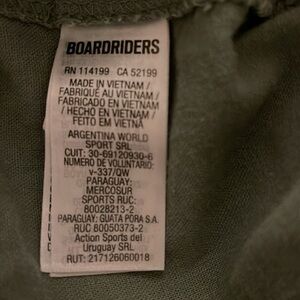 BOARDRIDERS
RN 114199 CA 52199
MADE IN VIETNAM /
FABRIQUÉ AU VIETNAM /
FABRICADO EN VIETNAM
/ HECHO EN VIETNAM /
FEITO EM VIETNÃ
ARGENTINA WORLD
SPORT SRL
CUIT: 30-69120930-6
NUMERO DE VOLUNTARIO:
v-337/QW
PARAGUAY:
MERCOSUR
SPORTS RUC:
80028213-2
PARAGUAY: GUATA PORA S.A.
RUC 80050373-2
Action Sports del
Uruguay SRL
RUT: 217126060018